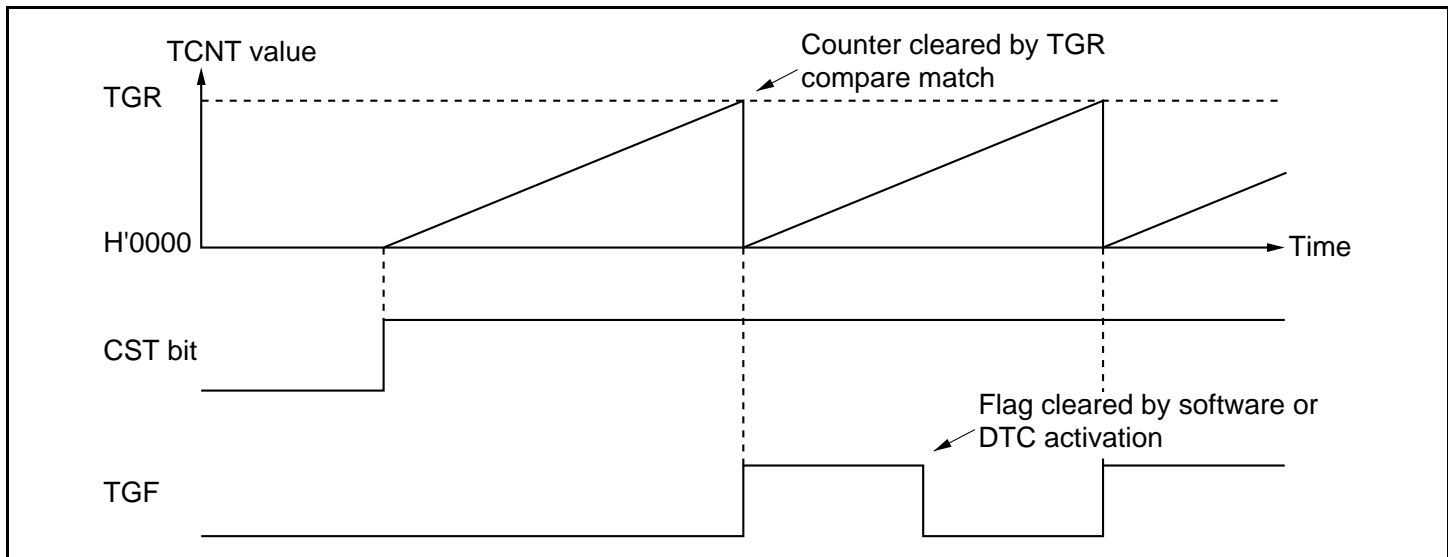 TCNT value
Counter cleared by TGR
compare match
TGR
H'0000
Time
CST bit
Flag cleared by software or
DTC activation
TGF